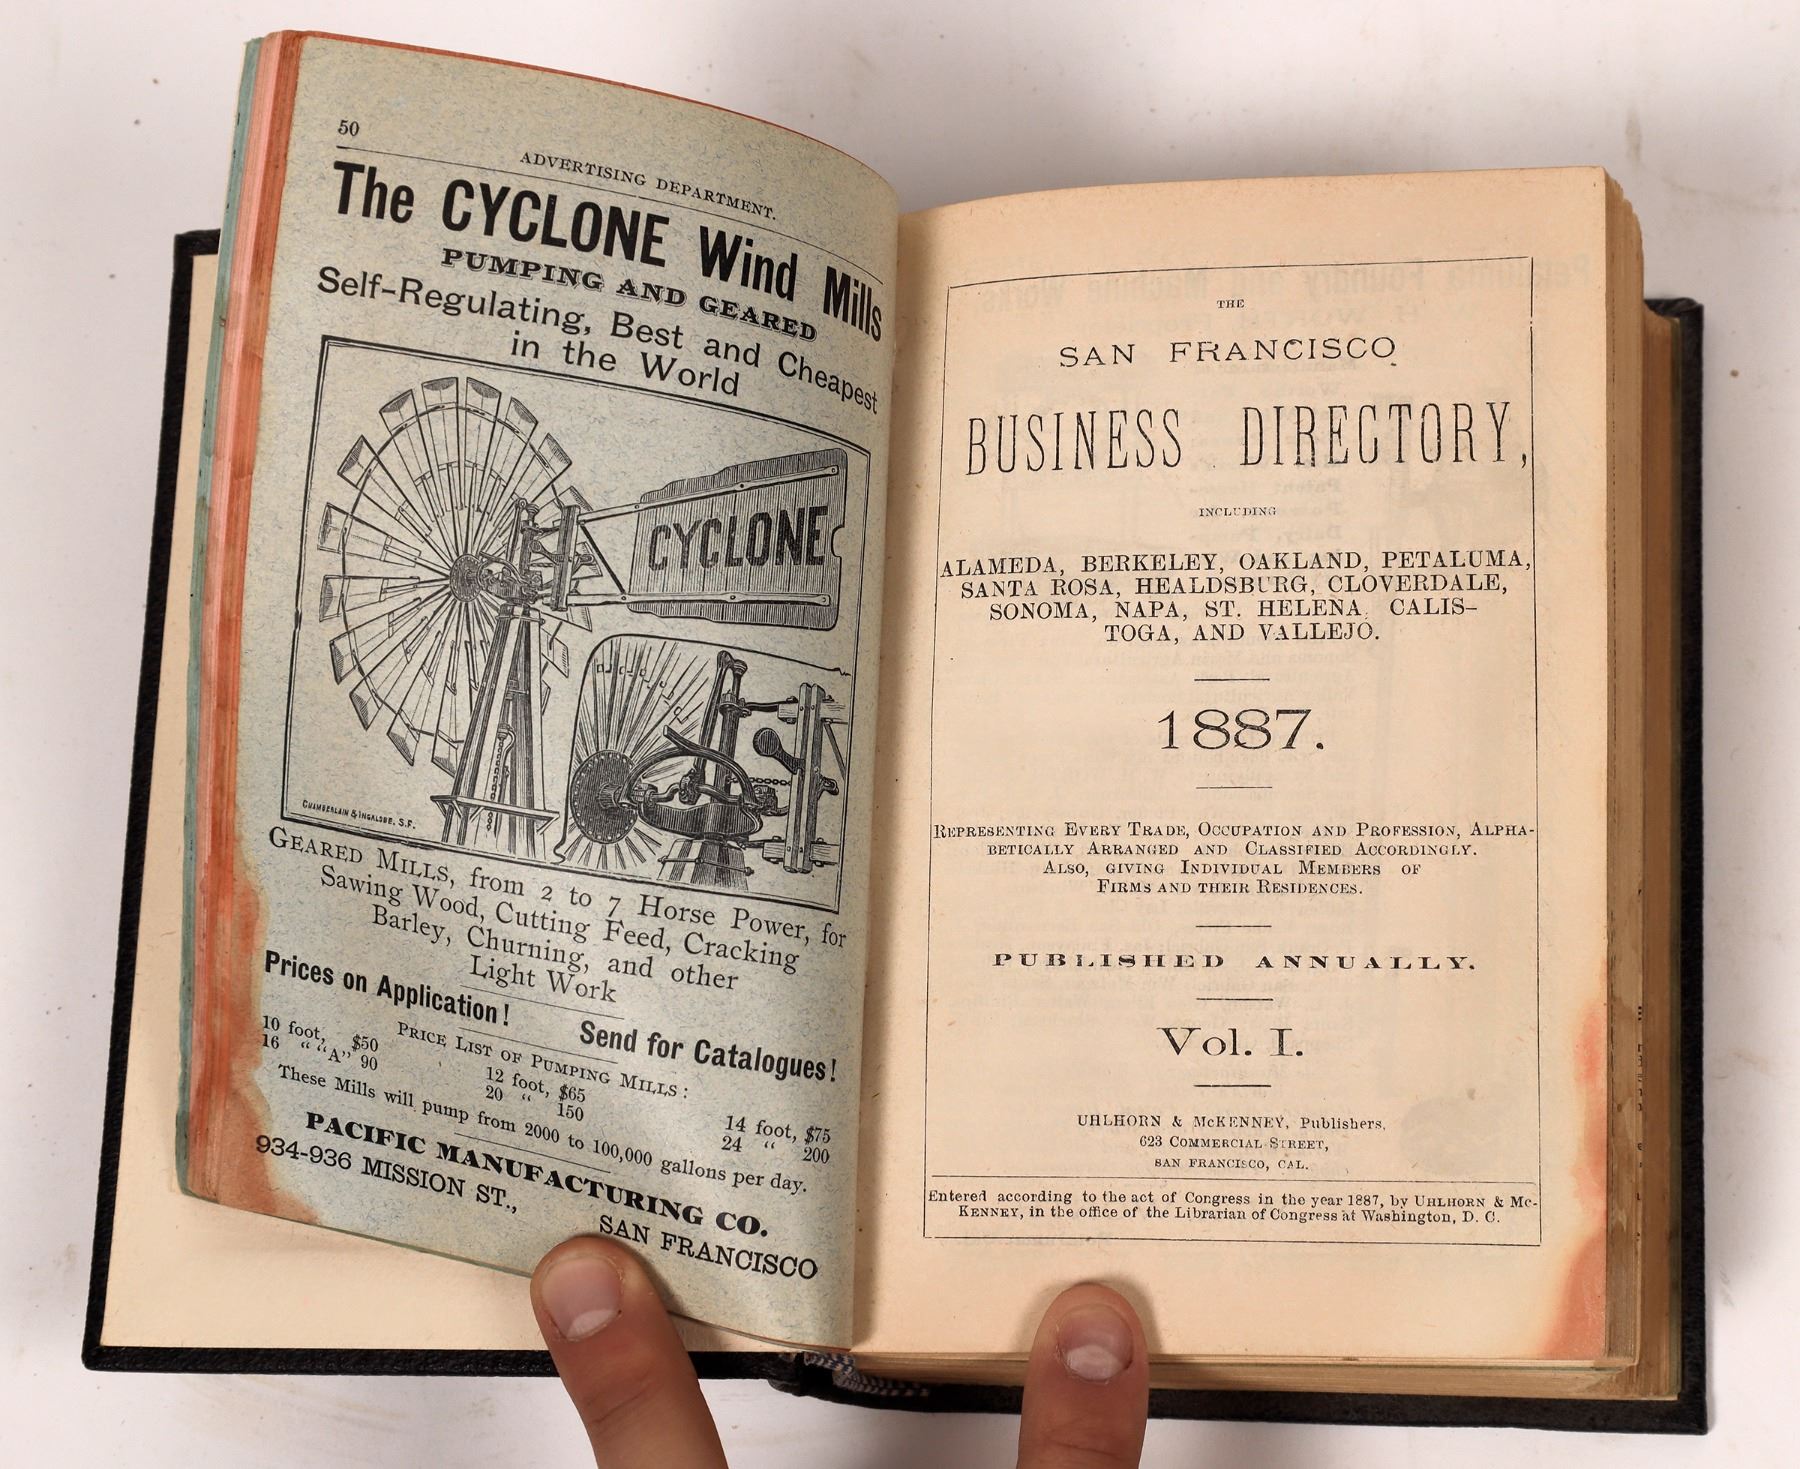 50
ADVERTISING DEPARTMENT.
The CYCLONE Wind Mills
PUMPING AND GEARED
Self-Regulating, Best and Cheapest
in the World
CYCLONE
CHAMBERLAIN & INGALSBE, S.F.
GEARED MILLS, from 2 to 7 Horse Power, for
Sawing Wood, Cutting Feed, Cracking
Barley, Churning, and other
Light Work
Prices on Application! Send for Catalogues!
PRICE LIST OF PUMPING MILLS:
10 foot, $50 12 foot, $65 14 foot, $75
16 “ “A” 90 20 “ 150 24 “ 200
These Mills will pump from 2000 to 100,000 gallons per day.
PACIFIC MANUFACTURING CO.
934-936 MISSION ST., SAN FRANCISCO
THE
SAN FRANCISCO
BUSINESS DIRECTORY,
INCLUDING
ALAMEDA, BERKELEY, OAKLAND, PETALUMA,
SANTA ROSA, HEALDSBURG, CLOVERDALE,
SONOMA, NAPA, ST. HELENA, CALIS-
TOGA, AND VALLEJO.
1887.
REPRESENTING EVERY TRADE, OCCUPATION AND PROFESSION, ALPHA-
BETICALLY ARRANGED AND CLASSIFIED ACCORDINGLY.
ALSO, GIVING INDIVIDUAL MEMBERS OF
FIRMS AND THEIR RESIDENCES.
PUBLISHED ANNUALLY.
Vol. I.
UHLHORN & McKENNEY, Publishers,
623 COMMERCIAL STREET,
SAN FRANCISCO, CAL.
Entered according to the act of Congress in the year 1887, by UHLHORN & Mc-
KENNEY, in the office of the Librarian of Congress at Washington, D. C.